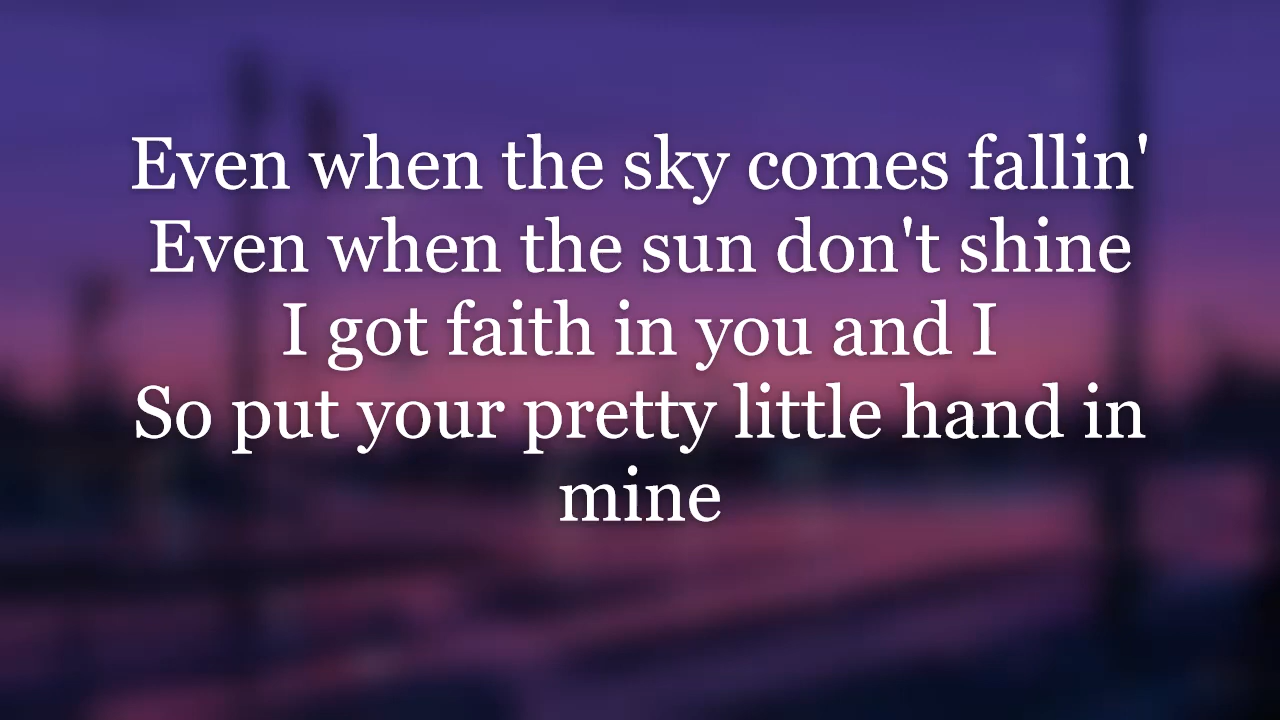 Even when the sky comes fallin'
Even when the sun don't shine
I got faith in you and I
So put your pretty little hand in
mine